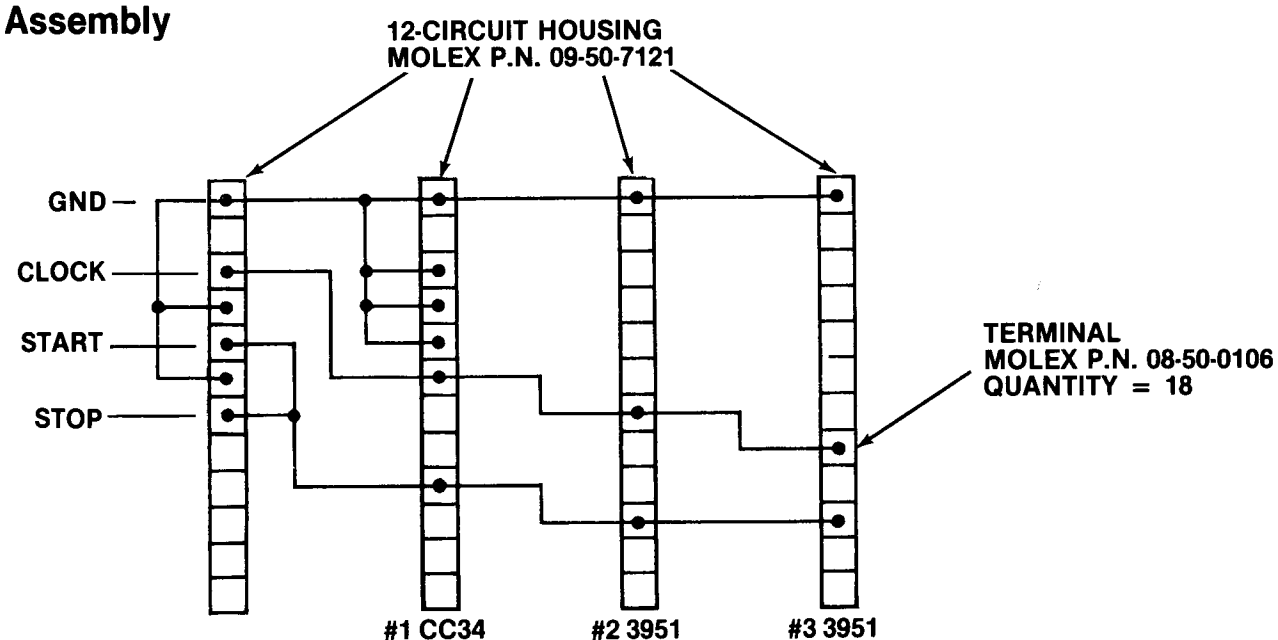 Assembly
12-CIRCUIT HOUSING
MOLEX P.N. 09-50-7121
GND
CLOCK
START
STOP
TERMINAL
MOLEX P.N. 08-50-0106
QUANTITY = 18
#1 CC34
#2 3951
#3 3951